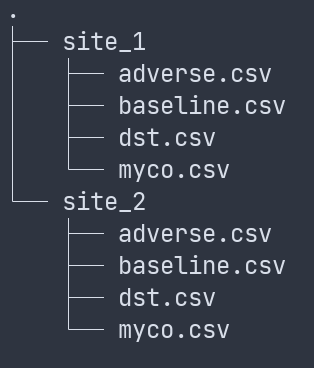 .
site_1
adverse.csv
baseline.csv
dst.csv
myco.csv
site_2
adverse.csv
baseline.csv
dst.csv
myco.csv